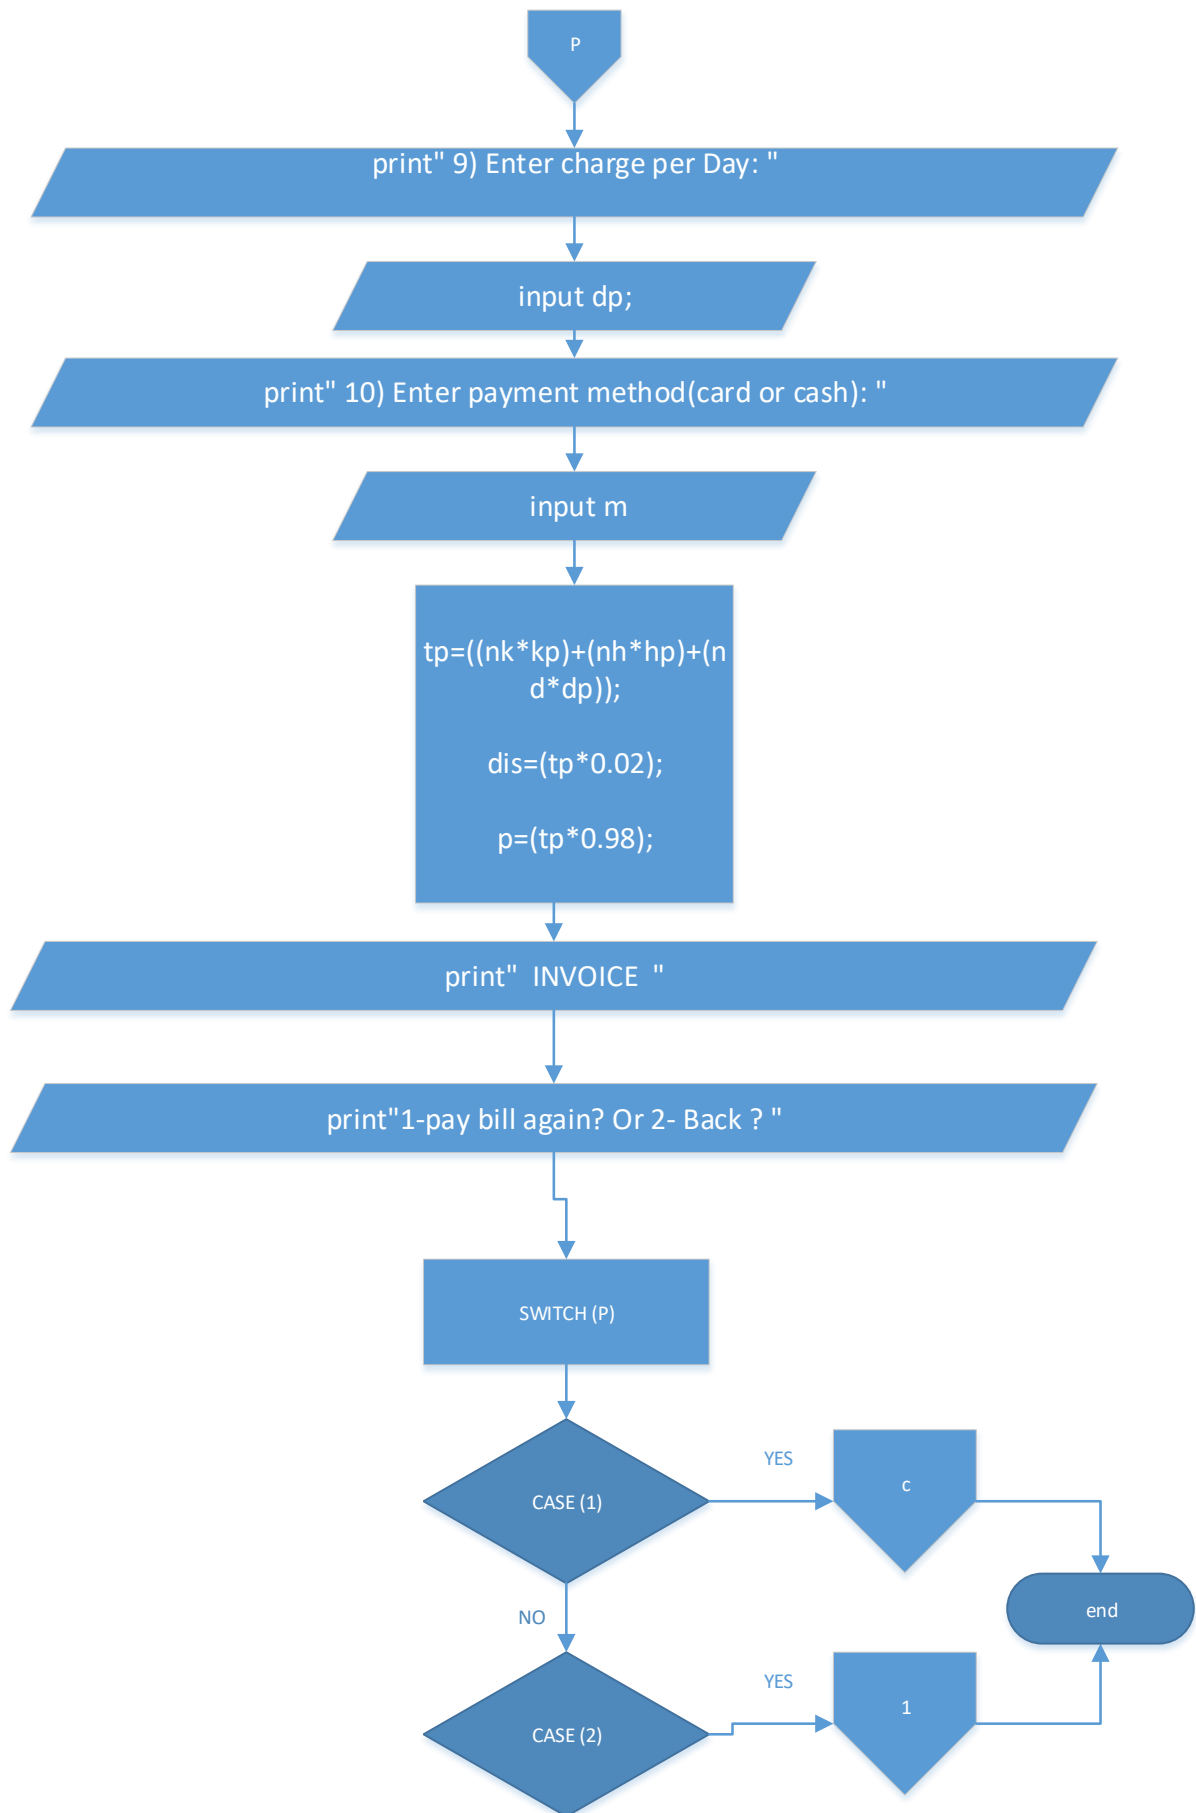 P
print" 9) Enter charge per Day: "
input dp;
print" 10) Enter payment method(card or cash): "
input m
tp=((nk*kp)+(nh*hp)+(n
d*dp));
dis=(tp*0.02);
p=(tp*0.98);
print"  INVOICE  "
print"1-pay bill again? Or 2- Back ? "
SWITCH (P)
CASE (1)
YES
c
NO
end
CASE (2)
YES
1